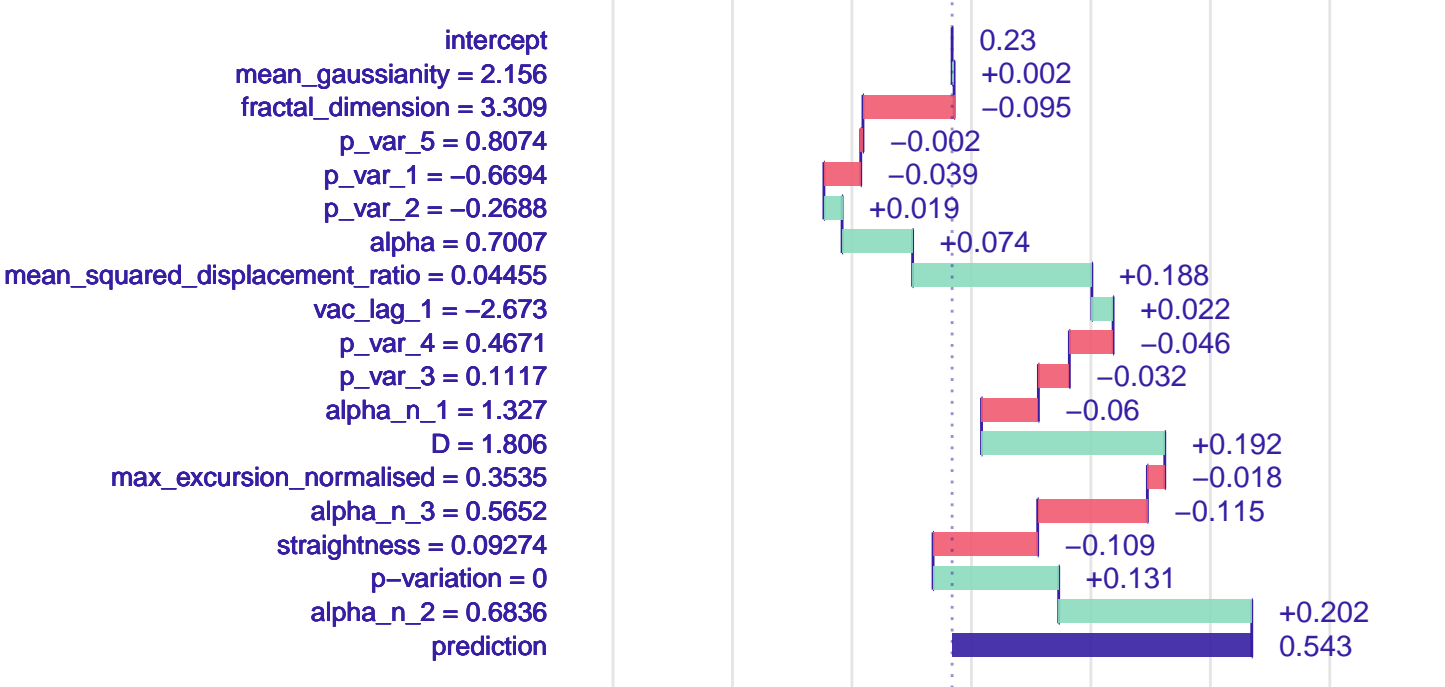 intercept 0.23
mean_gaussianity = 2.156 +0.002
fractal_dimension = 3.309 −0.095
p_var_5 = 0.8074 −0.002
p_var_1 = −0.6694 −0.039
p_var_2 = −0.2688 +0.019
alpha = 0.7007 +0.074
mean_squared_displacement_ratio = 0.04455 +0.188
vac_lag_1 = −2.673 +0.022
p_var_4 = 0.4671 −0.046
p_var_3 = 0.1117 −0.032
alpha_n_1 = 1.327 −0.06
D = 1.806 +0.192
max_excursion_normalised = 0.3535 −0.018
alpha_n_3 = 0.5652 −0.115
straightness = 0.09274 −0.109
p−variation = 0 +0.131
alpha_n_2 = 0.6836 +0.202
prediction 0.543